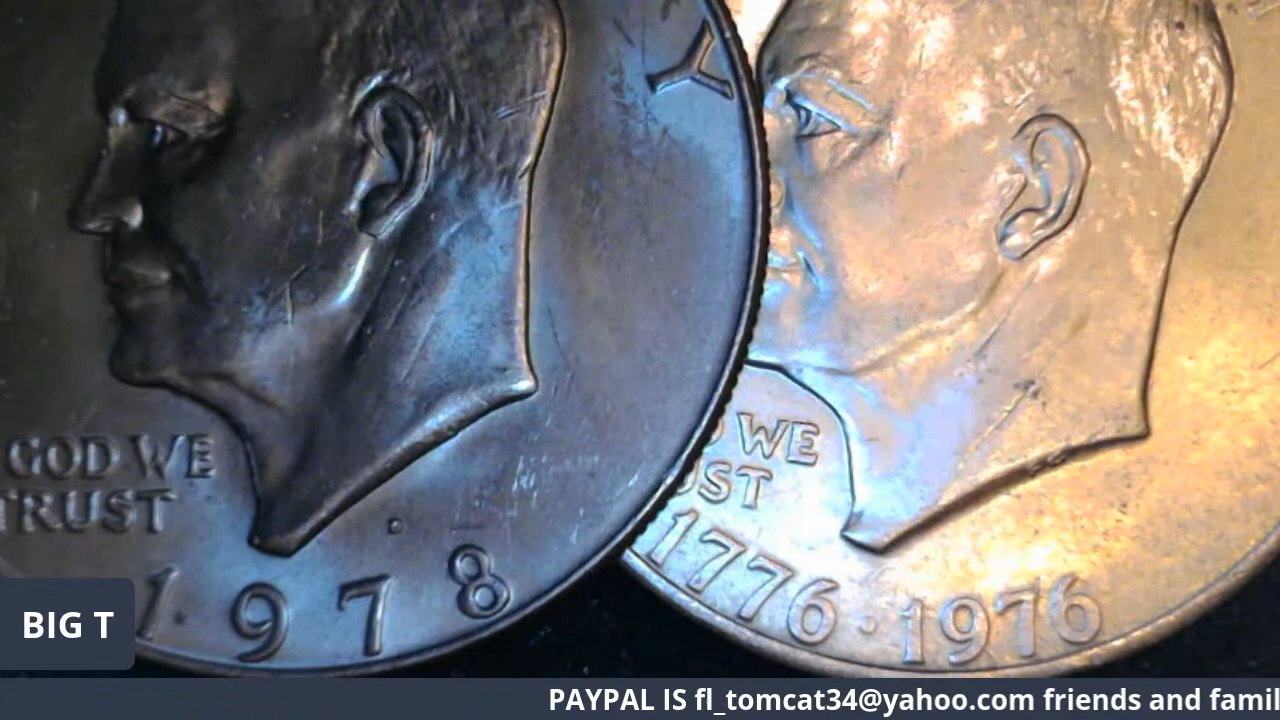 Y
GOD WE
TRUST
1978
WE
UST
1776 · 1976
BIG T
PAYPAL IS fl_tomcat34@yahoo.com friends and famil